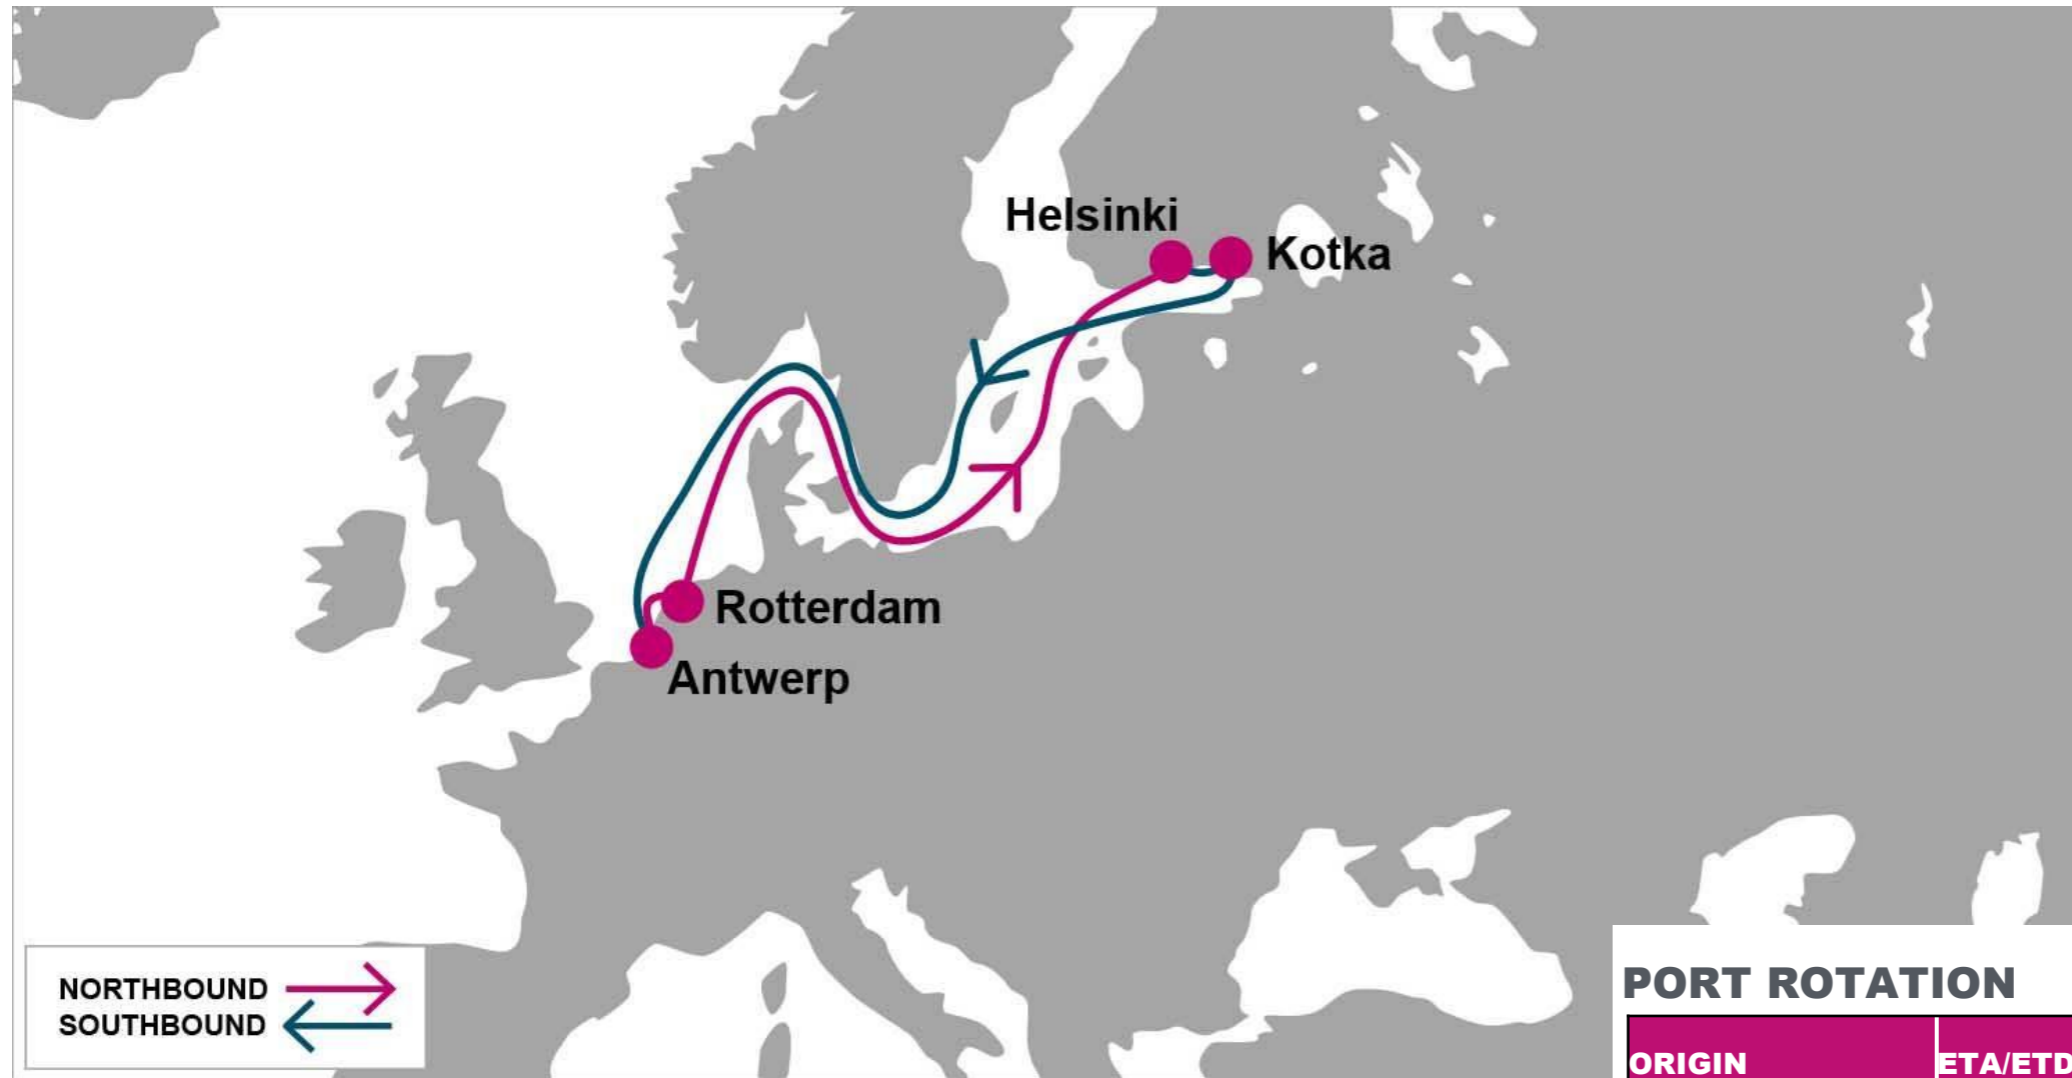 Helsinki
Kotka
Rotterdam
Antwerp
NORTHBOUND
SOUTHBOUND
PORT ROTATION
ORIGIN ETA/ETD